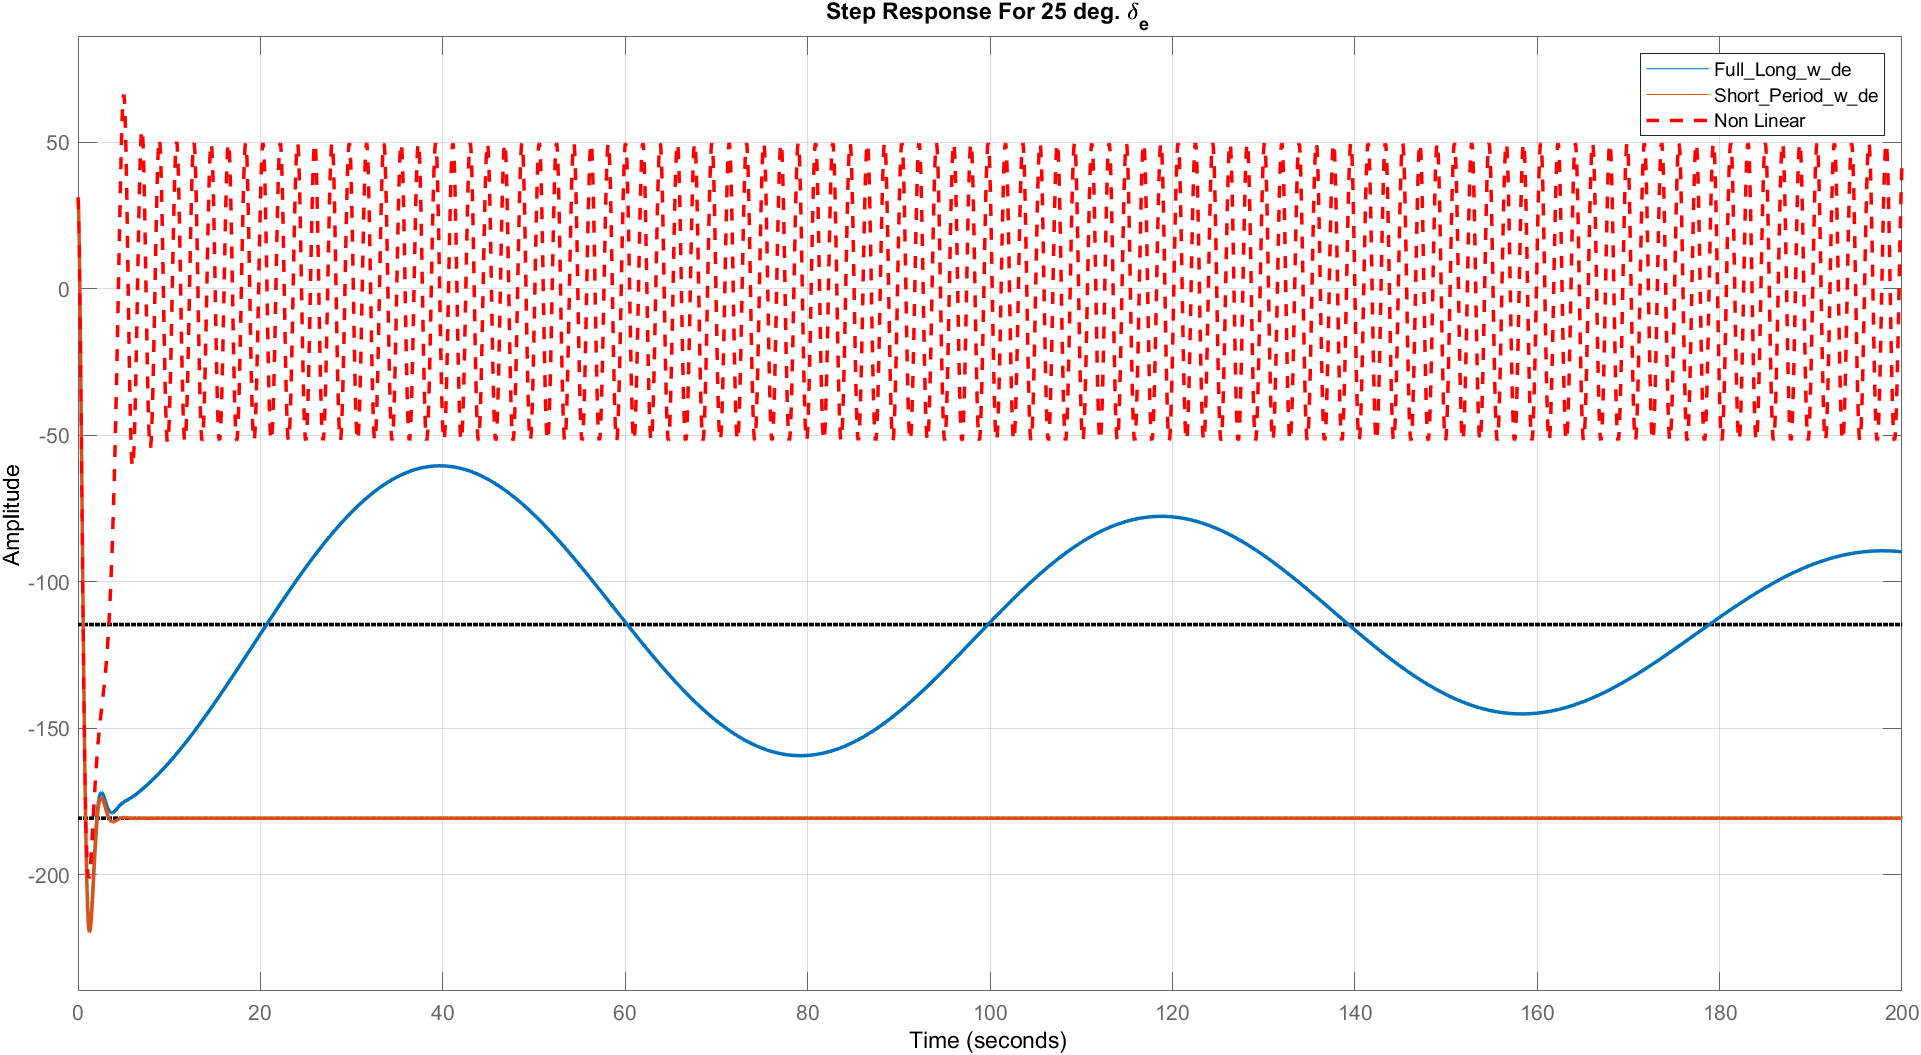 Step Response For 25 deg. δe
Full_Long_w_de
Short_Period_w_de
Non Linear
50
0
-50
-100
-150
-200
Amplitude
0 20 40 60 80 100 120 140 160 180 200
Time (seconds)